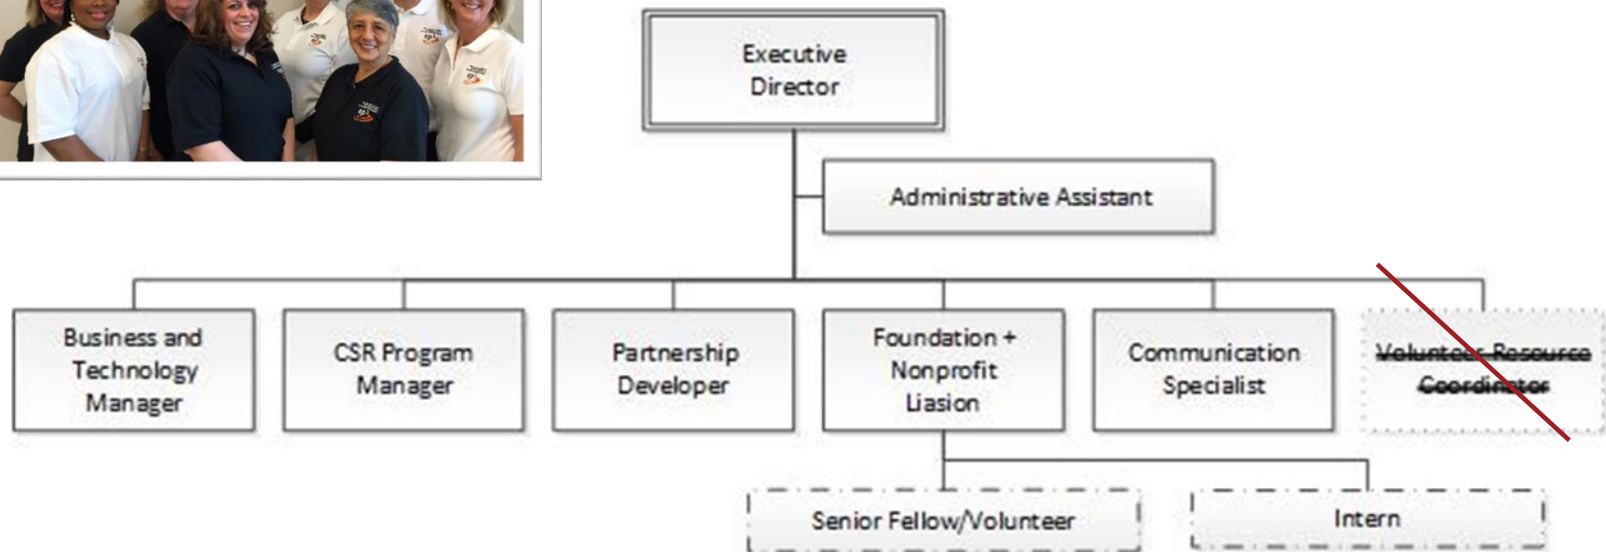 Executive
Director
Administrative Assistant
Business and
Technology
Manager
CSR Program
Manager
Partnership
Developer
Foundation +
Nonprofit
Liasion
Communication
Specialist
Volunteer Resource
Coordinator
Senior Fellow/Volunteer
Intern